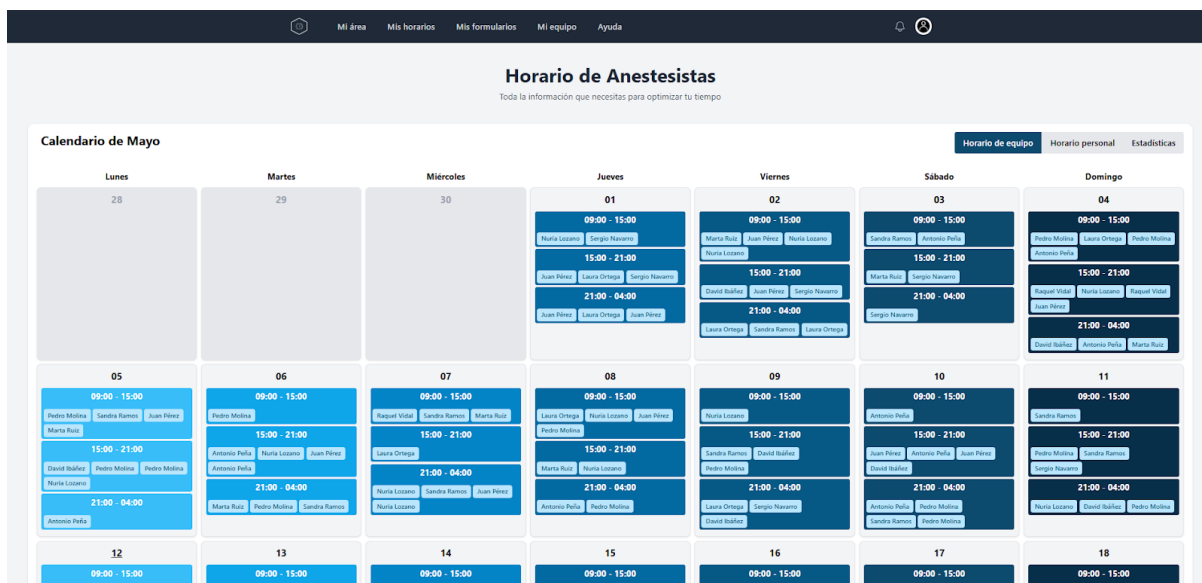 Mi área Mis horarios Mis formularios Mi equipo Ayuda
Horario de Anestesistas
Toda la información que necesitas para optimizar tu tiempo
Calendario de Mayo
Horario de equipo Horario personal Estadísticas
Lunes Martes Miércoles Jueves Viernes Sábado Domingo
28
29
30
01
09:00 - 15:00
Nuria Lozano Sergio Navarro
15:00 - 21:00
Juan Pérez Laura Ortega Sergio Navarro
21:00 - 04:00
Juan Pérez Laura Ortega Juan Pérez
02
09:00 - 15:00
Marta Ruiz Juan Pérez Nuria Lozano
Nuria Lozano
15:00 - 21:00
David Ibáñez Juan Pérez Sergio Navarro
21:00 - 04:00
Laura Ortega Sandra Ramos Laura Ortega
03
09:00 - 15:00
Sandra Ramos Antonio Peña
15:00 - 21:00
Marta Ruiz Sergio Navarro
21:00 - 04:00
Sergio Navarro
04
09:00 - 15:00
Pedro Molina Laura Ortega Pedro Molina
Antonio Peña
15:00 - 21:00
Raquel Vidal Nuria Lozano Raquel Vidal
Juan Pérez
21:00 - 04:00
David Ibáñez Antonio Peña Marta Ruiz
05
09:00 - 15:00
Pedro Molina Sandra Ramos Juan Pérez
Marta Ruiz
15:00 - 21:00
David Ibáñez Pedro Molina Pedro Molina
Nuria Lozano
21:00 - 04:00
Antonio Peña
06
09:00 - 15:00
Pedro Molina
15:00 - 21:00
Antonio Peña Nuria Lozano Juan Pérez
Antonio Peña
21:00 - 04:00
Marta Ruiz Pedro Molina Sandra Ramos
07
09:00 - 15:00
Raquel Vidal Sandra Ramos Marta Ruiz
15:00 - 21:00
Laura Ortega
21:00 - 04:00
Nuria Lozano Sandra Ramos Juan Pérez
Nuria Lozano
08
09:00 - 15:00
Laura Ortega Nuria Lozano Juan Pérez
Pedro Molina
15:00 - 21:00
Marta Ruiz Nuria Lozano
21:00 - 04:00
Antonio Peña Pedro Molina
09
09:00 - 15:00
Nuria Lozano
15:00 - 21:00
Sandra Ramos David Ibáñez
Pedro Molina
21:00 - 04:00
Laura Ortega Sergio Navarro
David Ibáñez
10
09:00 - 15:00
Antonio Peña
15:00 - 21:00
Juan Pérez Antonio Peña Juan Pérez
David Ibáñez
21:00 - 04:00
Antonio Peña Pedro Molina
Sandra Ramos Pedro Molina
11
09:00 - 15:00
Sandra Ramos
15:00 - 21:00
Pedro Molina Sandra Ramos
Sergio Navarro
21:00 - 04:00
Nuria Lozano David Ibáñez Pedro Molina
12
09:00 - 15:00
13
09:00 - 15:00
14
09:00 - 15:00
15
09:00 - 15:00
16
09:00 - 15:00
17
09:00 - 15:00
18
09:00 - 15:00